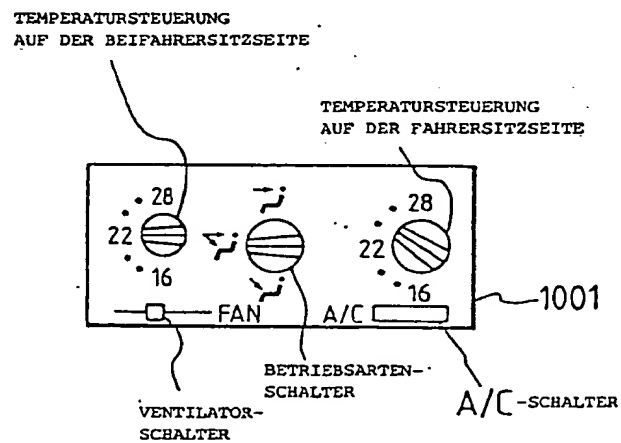 TEMPERATURSTEUERUNG
AUF DER BEIFAHRERSITZSEITE
TEMPERATURSTEUERUNG
AUF DER FAHRERSITZSEITE
28
22
16
28
22
16
FAN
A/C
1001
BETRIEBSARTEN-
SCHALTER
A/C-SCHALTER
VENTILATOR-
SCHALTER